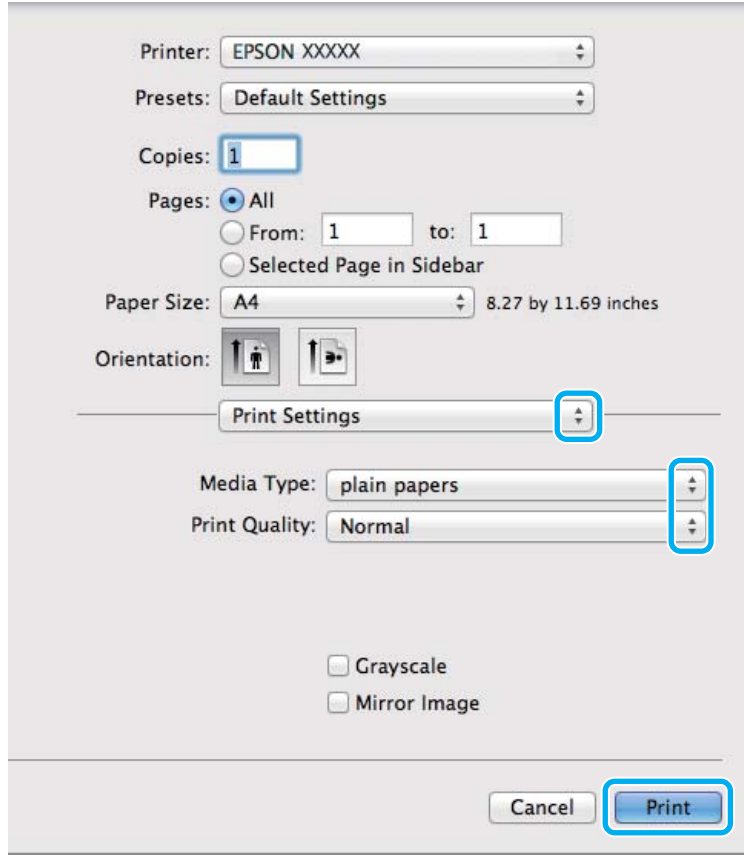 Printer: EPSON XXXXX
Presets: Default Settings
Copies: 1
Pages: All
From: 1 to: 1
Selected Page in Sidebar
Paper Size: A4 8.27 by 11.69 inches
Orientation:
Print Settings
Media Type: plain papers
Print Quality: Normal
Grayscale
Mirror Image
Cancel Print